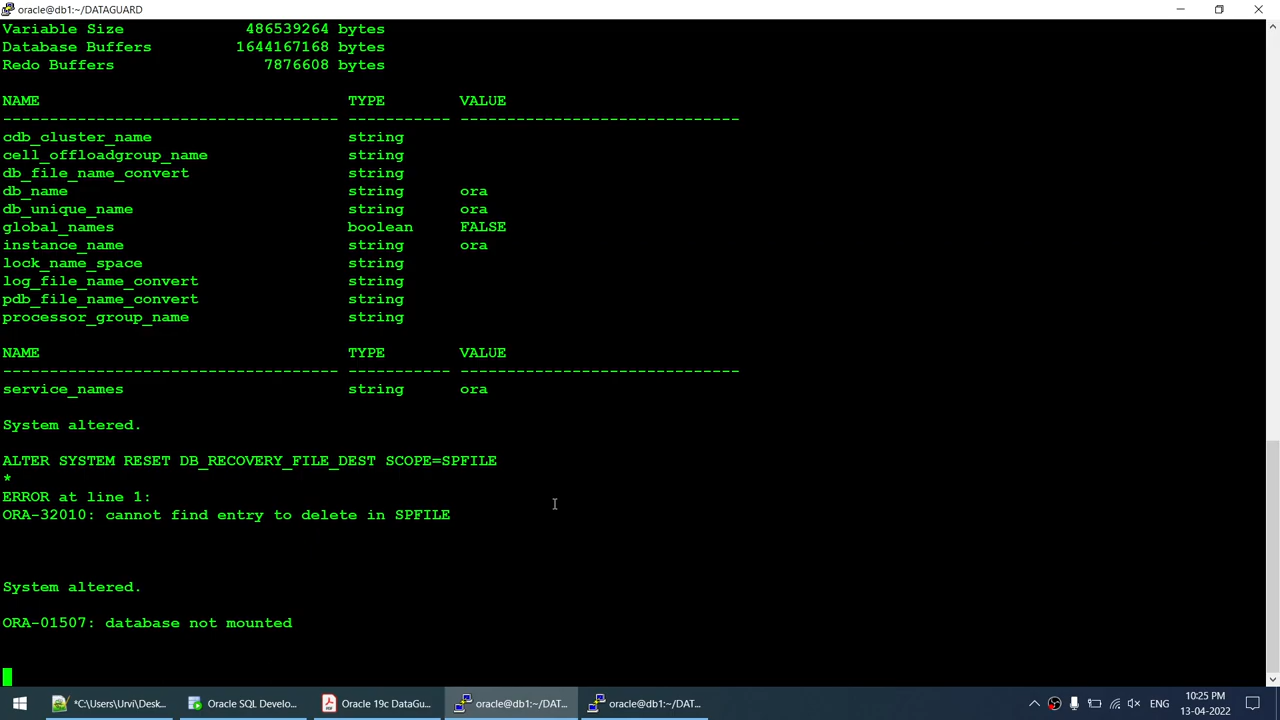 oracle@db1:~/DATAGUARD
Variable Size 486539264 bytes
Database Buffers 1644167168 bytes
Redo Buffers 7876608 bytes
NAME TYPE VALUE
------------------------------------ ----------- ------------------------------
cdb_cluster_name string
cell_offloadgroup_name string
db_file_name_convert string
db_name string ora
db_unique_name string ora
global_names boolean FALSE
instance_name string ora
lock_name_space string
log_file_name_convert string
pdb_file_name_convert string
processor_group_name string
NAME TYPE VALUE
------------------------------------ ----------- ------------------------------
service_names string ora
System altered.
ALTER SYSTEM RESET DB_RECOVERY_FILE_DEST SCOPE=SPFILE
*
ERROR at line 1:
ORA-32010: cannot find entry to delete in SPFILE
System altered.
ORA-01507: database not mounted
*C:\Users\Urvi\Desk... Oracle SQL Develo... Oracle 19c DataGu... oracle@db1:~/DAT... oracle@db1:~/DAT... ENG 10:25 PM
13-04-2022